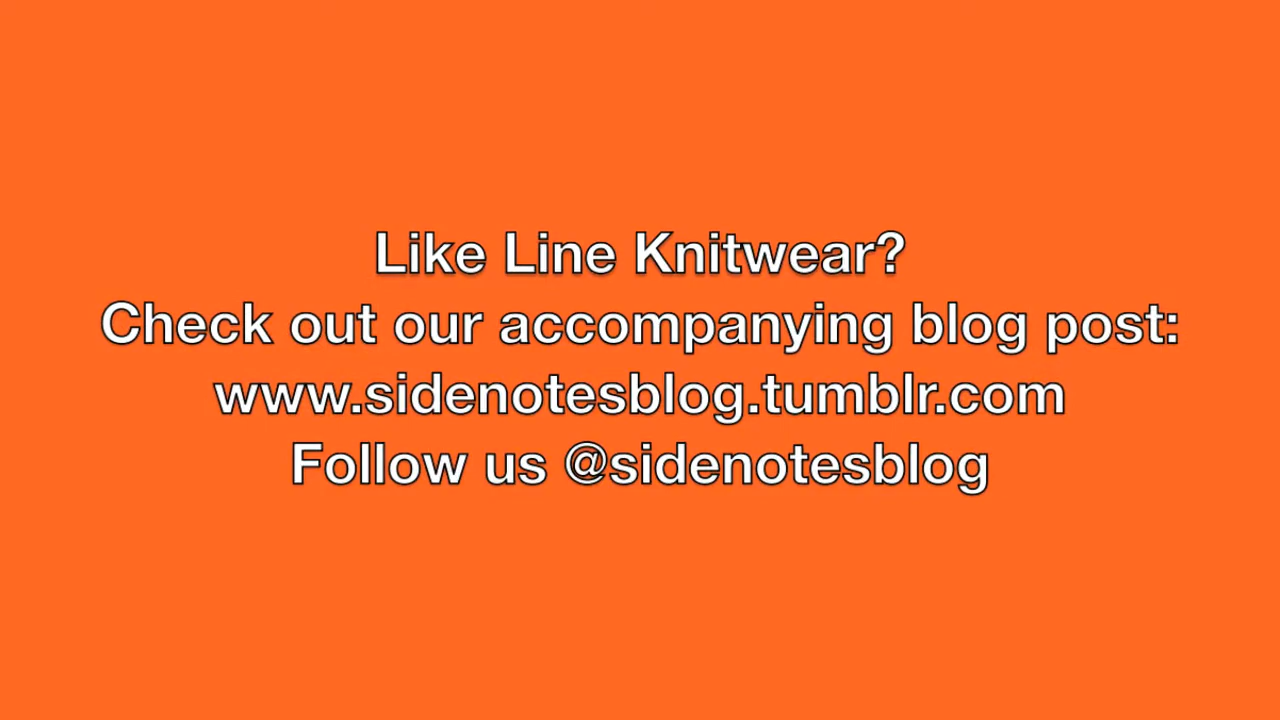 Like Line Knitwear?
Check out our accompanying blog post:
www.sidenotesblog.tumblr.com
Follow us @sidenotesblog